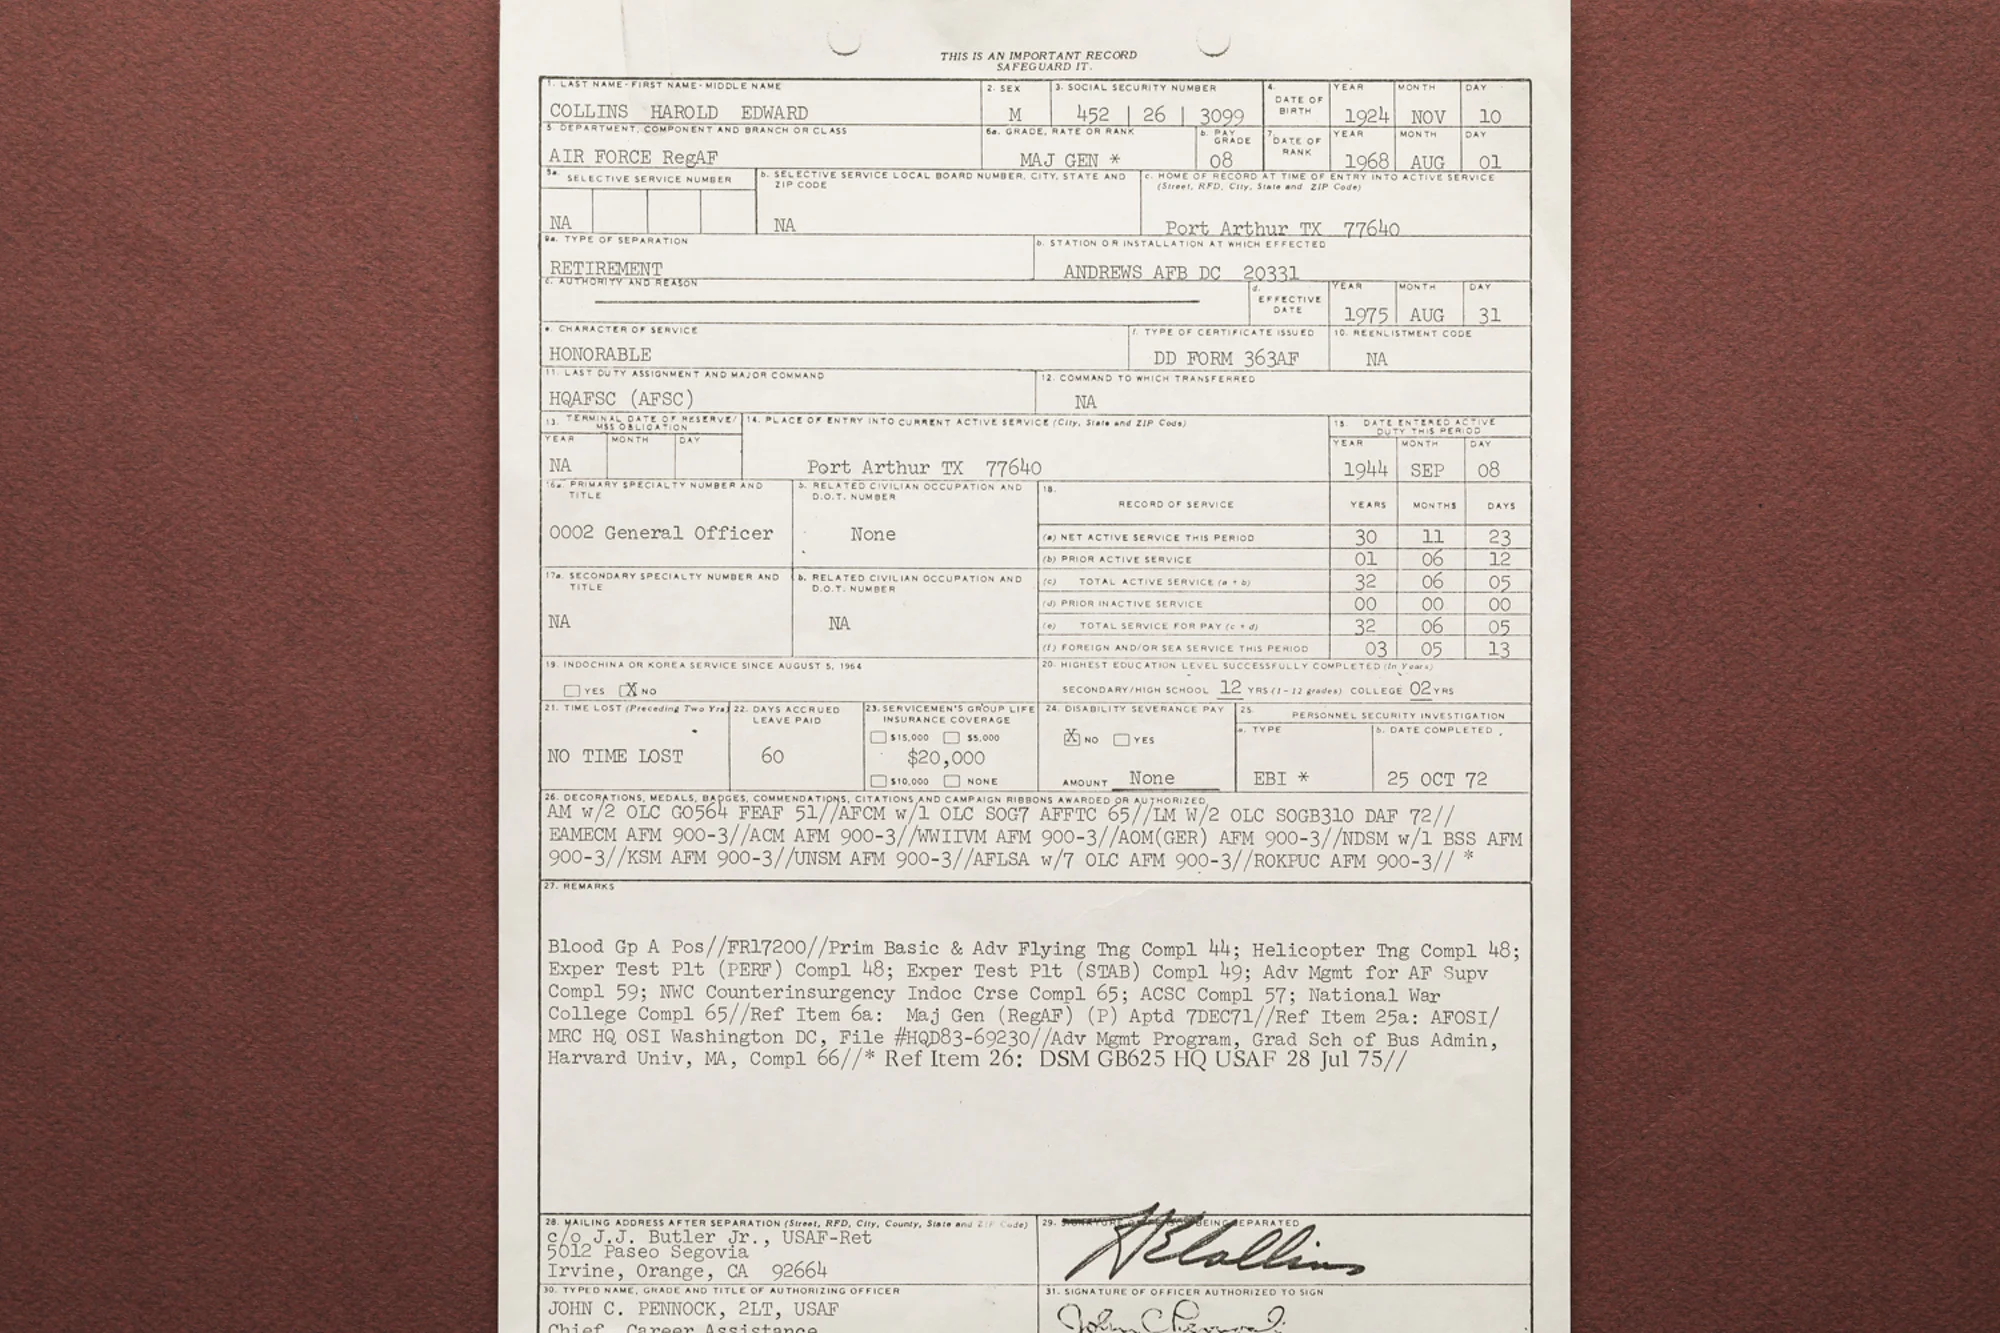 THIS IS AN IMPORTANT RECORD
SAFEGUARD IT.
1. LAST NAME-FIRST NAME-MIDDLE NAME
COLLINS HAROLD EDWARD
2. SEX
M
3. SOCIAL SECURITY NUMBER
452 | 26 | 3099
4. DATE OF BIRTH
YEAR MONTH DAY
1924 NOV 10
5. DEPARTMENT, COMPONENT AND BRANCH OR CLASS
AIR FORCE RegAF
6a. GRADE, RATE OR RANK
MAJ GEN *
b. PAY GRADE
08
7. DATE OF RANK
YEAR MONTH DAY
1968 AUG 01
SELECTIVE SERVICE NUMBER
NA
b. SELECTIVE SERVICE LOCAL BOARD NUMBER, CITY, STATE AND
ZIP CODE
NA
c. HOME OF RECORD AT TIME OF ENTRY INTO ACTIVE SERVICE
(Street, RFD, City, State and ZIP Code)
Port Arthur TX 77640
9a. TYPE OF SEPARATION
RETIREMENT
b. STATION OR INSTALLATION AT WHICH EFFECTED
ANDREWS AFB DC 20331
c. AUTHORITY AND REASON
d. EFFECTIVE DATE
YEAR MONTH DAY
1975 AUG 31
e. CHARACTER OF SERVICE
HONORABLE
f. TYPE OF CERTIFICATE ISSUED
DD FORM 363AF
10. REENLISTMENT CODE
NA
11. LAST DUTY ASSIGNMENT AND MAJOR COMMAND
HQAFSC (AFSC)
12. COMMAND TO WHICH TRANSFERRED
NA
13. TERMINAL DATE OF RESERVE/
MSS OBLIGATION
YEAR MONTH DAY
NA
14. PLACE OF ENTRY INTO CURRENT ACTIVE SERVICE (City, State and ZIP Code)
Port Arthur TX 77640
15. DATE ENTERED ACTIVE
DUTY THIS PERIOD
YEAR MONTH DAY
1944 SEP 08
16a. PRIMARY SPECIALTY NUMBER AND
TITLE
0002 General Officer
b. RELATED CIVILIAN OCCUPATION AND
D.O.T. NUMBER
None
17a. SECONDARY SPECIALTY NUMBER AND
TITLE
NA
b. RELATED CIVILIAN OCCUPATION AND
D.O.T. NUMBER
NA
18. RECORD OF SERVICE YEARS MONTHS DAYS
(a) NET ACTIVE SERVICE THIS PERIOD 30 11 23
(b) PRIOR ACTIVE SERVICE 01 06 12
(c) TOTAL ACTIVE SERVICE (a + b) 32 06 05
(d) PRIOR INACTIVE SERVICE 00 00 00
(e) TOTAL SERVICE FOR PAY (c + d) 32 06 05
(f) FOREIGN AND/OR SEA SERVICE THIS PERIOD 03 05 13
19. INDOCHINA OR KOREA SERVICE SINCE AUGUST 5, 1964
YES X NO
20. HIGHEST EDUCATION LEVEL SUCCESSFULLY COMPLETED (In Years)
SECONDARY/HIGH SCHOOL 12 YRS (1-12 grades) COLLEGE 02 YRS
21. TIME LOST (Preceding Two Yrs)
NO TIME LOST
22. DAYS ACCRUED
LEAVE PAID
60
23. SERVICEMEN'S GROUP LIFE
INSURANCE COVERAGE
$15,000 $5,000
$20,000
$10,000 NONE
24. DISABILITY SEVERANCE PAY
X NO YES
AMOUNT None
25. PERSONNEL SECURITY INVESTIGATION
a. TYPE
EBI *
b. DATE COMPLETED
25 OCT 72
26. DECORATIONS, MEDALS, BADGES, COMMENDATIONS, CITATIONS AND CAMPAIGN RIBBONS AWARDED OR AUTHORIZED
AM w/2 OLC GO564 FEAF 51//AFCM w/1 OLC SOG7 AFFTC 65//LM W/2 OLC SOGB310 DAF 72//
EAMECM AFM 900-3//ACM AFM 900-3//WWIIVM AFM 900-3//AOM(GER) AFM 900-3//NDSM w/1 BSS AFM
900-3//KSM AFM 900-3//UNSM AFM 900-3//AFLSA w/7 OLC AFM 900-3//ROKPUC AFM 900-3// *
27. REMARKS
Blood Gp A Pos//FR17200//Prim Basic & Adv Flying Tng Compl 44; Helicopter Tng Compl 48;
Exper Test Plt (PERF) Compl 48; Exper Test Plt (STAB) Compl 49; Adv Mgmt for AF Supv
Compl 59; NWC Counterinsurgency Indoc Crse Compl 65; ACSC Compl 57; National War
College Compl 65//Ref Item 6a: Maj Gen (RegAF) (P) Aptd 7DEC71//Ref Item 25a: AFOSI/
MRC HQ OSI Washington DC, File #HQD83-69230//Adv Mgmt Program, Grad Sch of Bus Admin,
Harvard Univ, MA, Compl 66//* Ref Item 26: DSM GB625 HQ USAF 28 Jul 75//
28. MAILING ADDRESS AFTER SEPARATION (Street, RFD, City, County, State and ZIP Code)
c/o J.J. Butler Jr., USAF-Ret
5012 Paseo Segovia
Irvine, Orange, CA 92664
29. SIGNATURE OF PERSON BEING SEPARATED
HECollins
30. TYPED NAME, GRADE AND TITLE OF AUTHORIZING OFFICER
JOHN C. PENNOCK, 2LT, USAF
Chief, Career Assistance
31. SIGNATURE OF OFFICER AUTHORIZED TO SIGN
John C Pennock